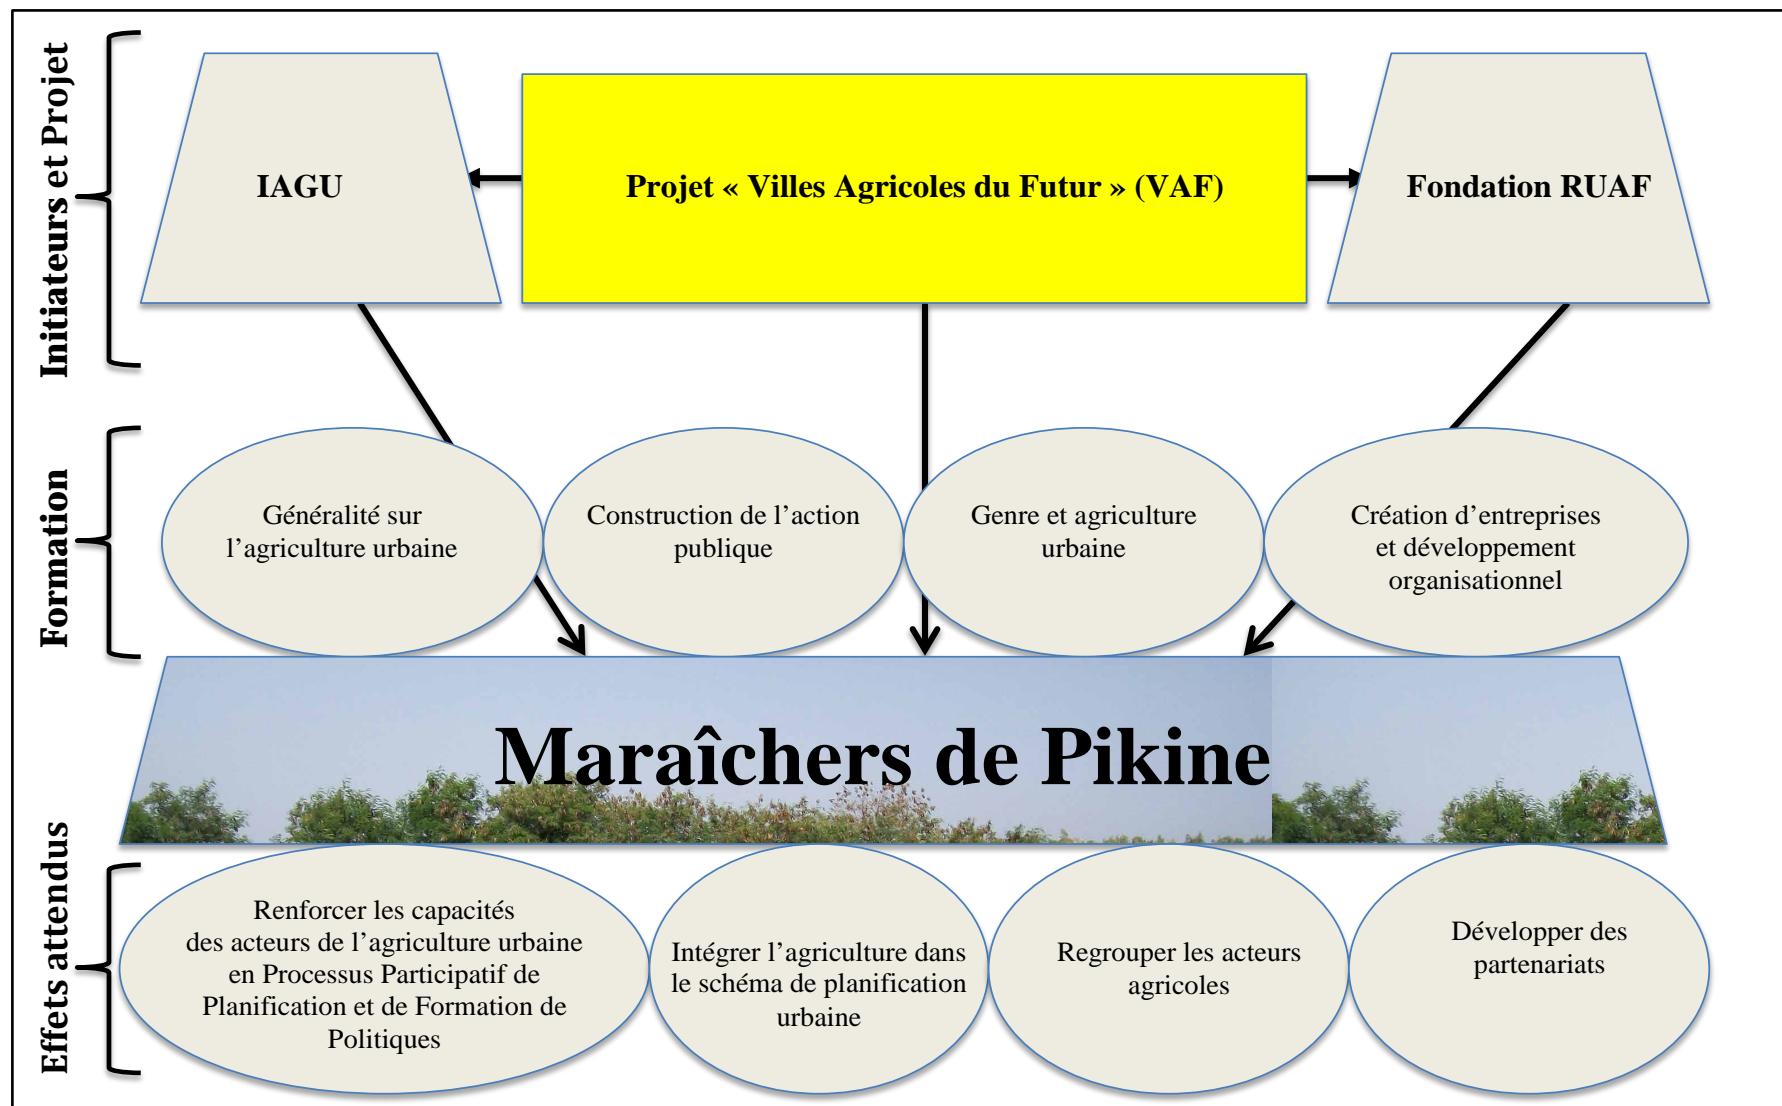 Initiateurs et Projet
IAGU
Projet « Villes Agricoles du Futur » (VAF)
Fondation RUAF
Formation
Généralité sur
l’agriculture urbaine
Construction de l’action
publique
Genre et agriculture
urbaine
Création d’entreprises
et développement
organisationnel
Maraîchers de Pikine
Effets attendus
Renforcer les capacités
des acteurs de l’agriculture urbaine
en Processus Participatif de
Planification et de Formation de
Politiques
Intégrer l’agriculture dans
le schéma de planification
urbaine
Regrouper les acteurs
agricoles
Développer des
partenariats